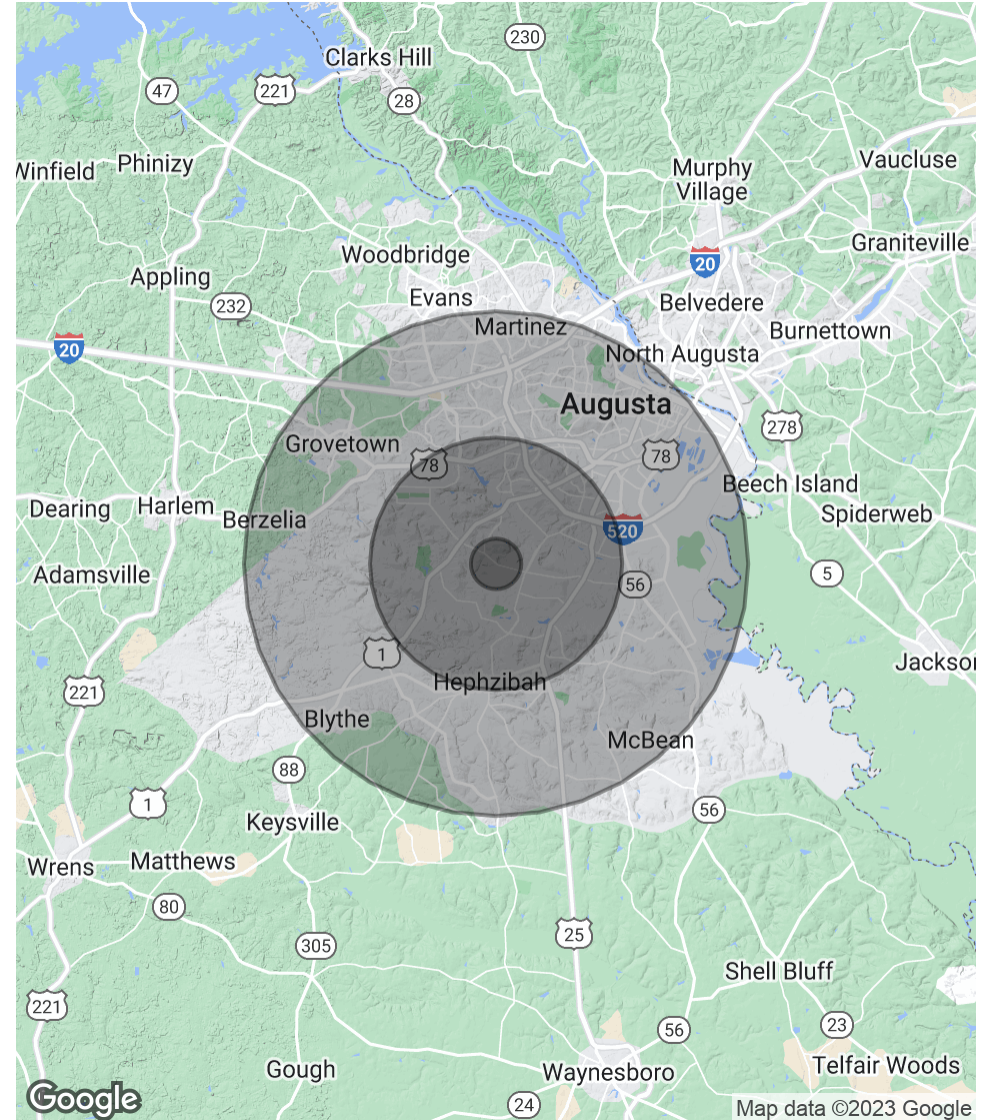 230
Clarks Hill
47
221
28
Winfield
Phinizy
Murphy
Village
Vaucluse
Woodbridge
Graniteville
20
Appling
Evans
232
Belvedere
Martinez
Burnettown
20
North Augusta
Augusta
278
Grovetown
78
78
Beech Island
Dearing
Harlem
Berzelia
Spiderweb
520
Adamsville
5
56
1
Jackson
Hephzibah
221
Blythe
McBean
88
1
56
Keysville
Wrens
Matthews
80
25
305
Shell Bluff
221
56
23
Gough
Waynesboro
Telfair Woods
Google
24
Map data ©2023 Google